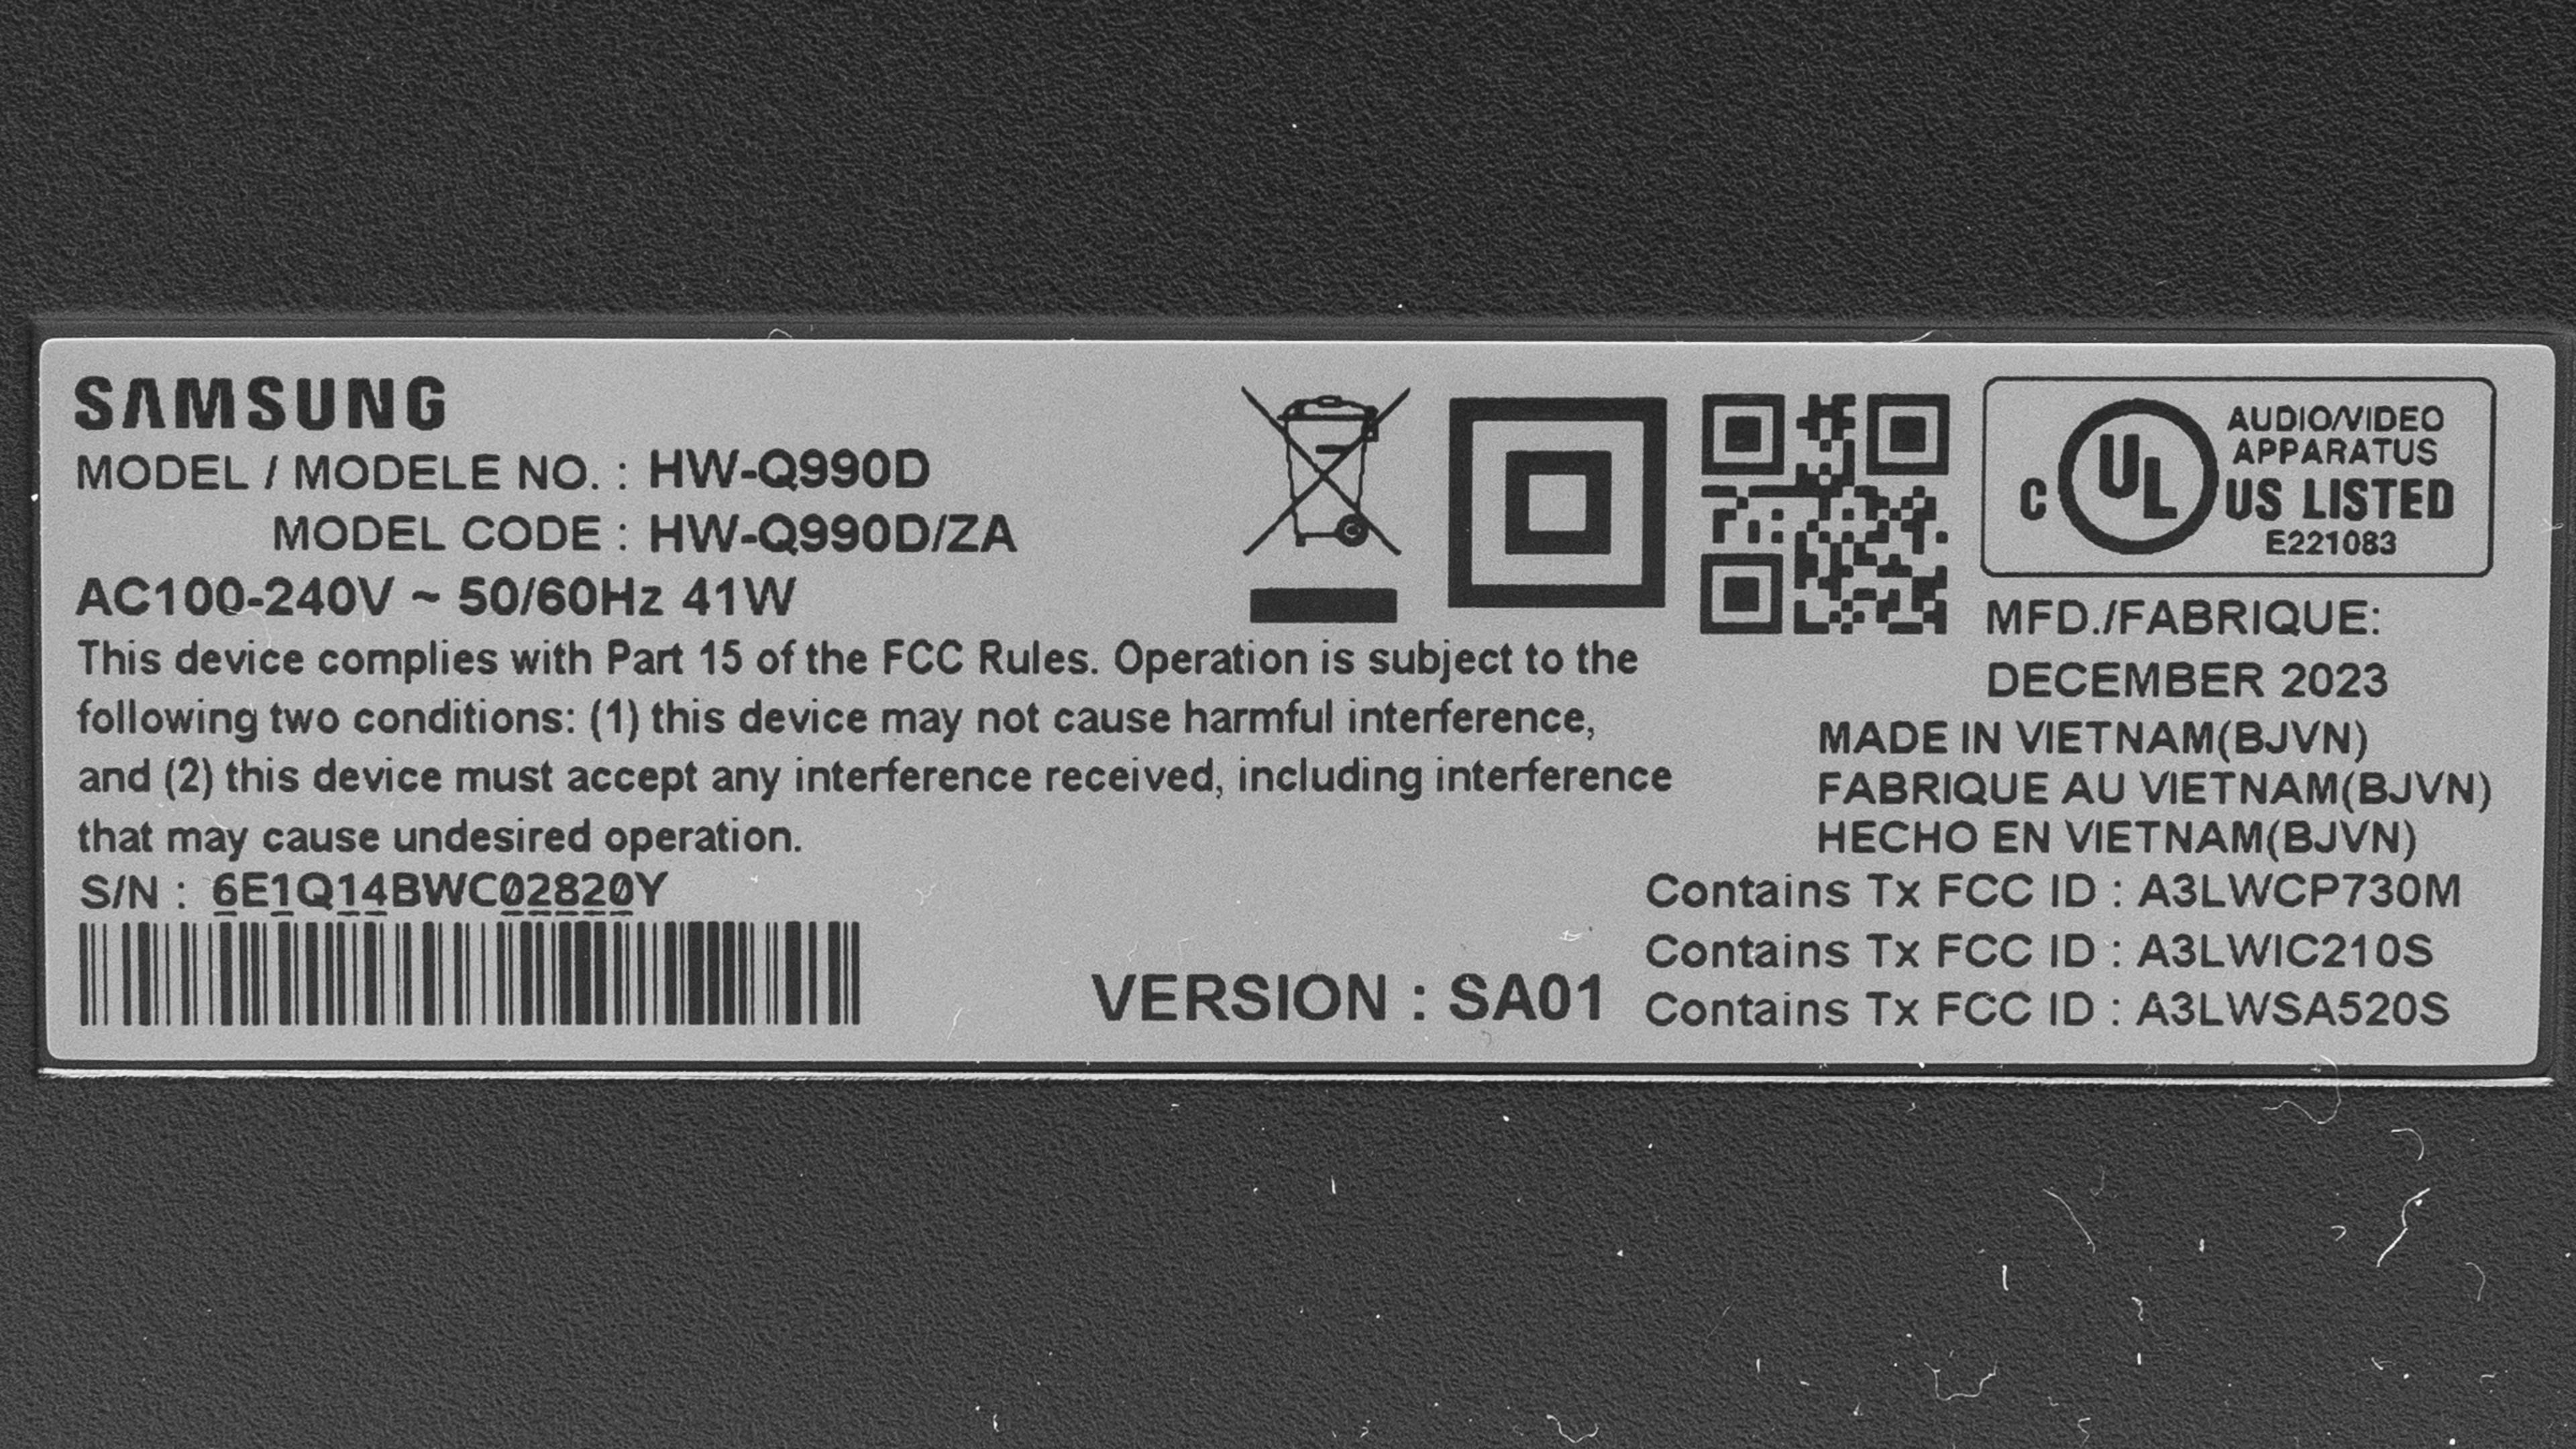 SAMSUNG
MODEL / MODELE NO. : HW-Q990D
MODEL CODE : HW-Q990D/ZA
AC100-240V ~ 50/60Hz 41W
This device complies with Part 15 of the FCC Rules. Operation is subject to the
following two conditions: (1) this device may not cause harmful interference,
and (2) this device must accept any interference received, including interference
that may cause undesired operation.
S/N : 6E1Q14BWC02820Y
VERSION : SA01
AUDIO/VIDEO
APPARATUS
C UL US LISTED
E221083
MFD./FABRIQUE:
DECEMBER 2023
MADE IN VIETNAM(BJVN)
FABRIQUE AU VIETNAM(BJVN)
HECHO EN VIETNAM(BJVN)
Contains Tx FCC ID : A3LWCP730M
Contains Tx FCC ID : A3LWIC210S
Contains Tx FCC ID : A3LWSA520S